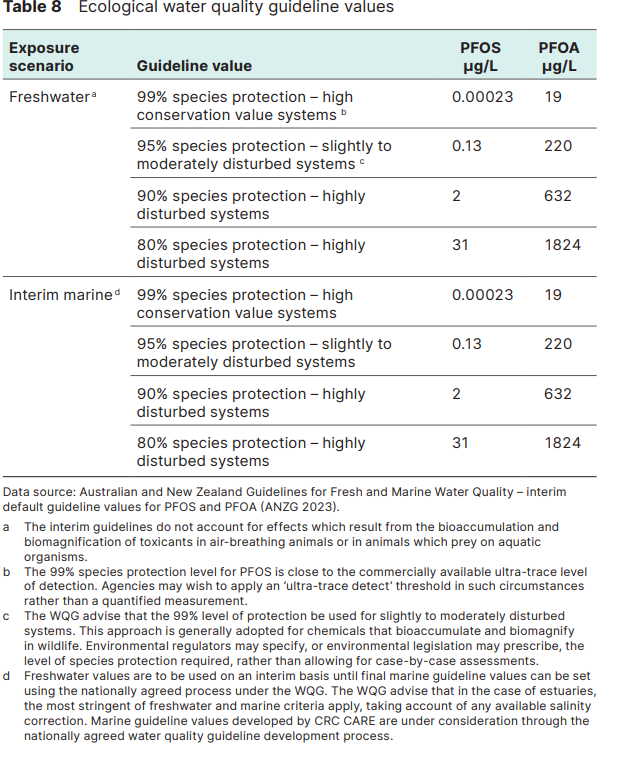 Table 8 Ecological water quality guideline values
Exposure scenario Guideline value PFOS µg/L PFOA µg/L
Freshwater a 99% species protection – high 0.00023 19
conservation value systems b
95% species protection – slightly to 0.13 220
moderately disturbed systems c
90% species protection – highly 2 632
disturbed systems
80% species protection – highly 31 1824
disturbed systems
Interim marine d 99% species protection – high 0.00023 19
conservation value systems
95% species protection – slightly to 0.13 220
moderately disturbed systems
90% species protection – highly 2 632
disturbed systems
80% species protection – highly 31 1824
disturbed systems
Data source: Australian and New Zealand Guidelines for Fresh and Marine Water Quality – interim
default guideline values for PFOS and PFOA (ANZG 2023).
a The interim guidelines do not account for effects which result from the bioaccumulation and
biomagnification of toxicants in air-breathing animals or in animals which prey on aquatic
organisms.
b The 99% species protection level for PFOS is close to the commercially available ultra-trace level
of detection. Agencies may wish to apply an ‘ultra-trace detect’ threshold in such circumstances
rather than a quantified measurement.
c The WQG advise that the 99% level of protection be used for slightly to moderately disturbed
systems. This approach is generally adopted for chemicals that bioaccumulate and biomagnify
in wildlife. Environmental regulators may specify, or environmental legislation may prescribe, the
level of species protection required, rather than allowing for case-by-case assessments.
d Freshwater values are to be used on an interim basis until final marine guideline values can be set
using the nationally agreed process under the WQG. The WQG advise that in the case of estuaries,
the most stringent of freshwater and marine criteria apply, taking account of any available salinity
correction. Marine guideline values developed by CRC CARE are under consideration through the
nationally agreed water quality guideline development process.